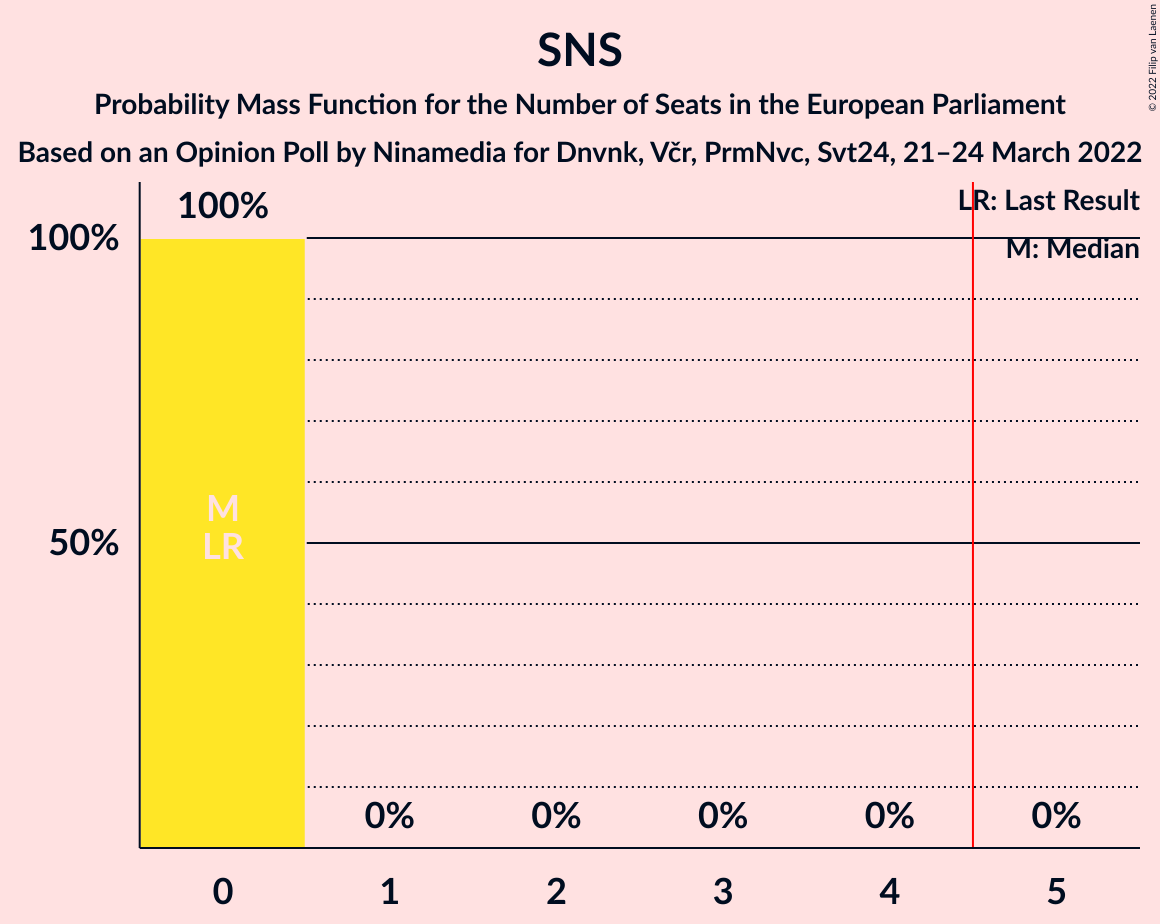 SNS
Probability Mass Function for the Number of Seats in the European Parliament
Based on an Opinion Poll by Ninamedia for Dnvnk, Včr, PrmNvc, Svt24, 21–24 March 2022
© 2022 Filip van Laenen
LR: Last Result
M: Median
100%
100%
50%
M
LR
0% 0% 0% 0% 0%
0 1 2 3 4 5